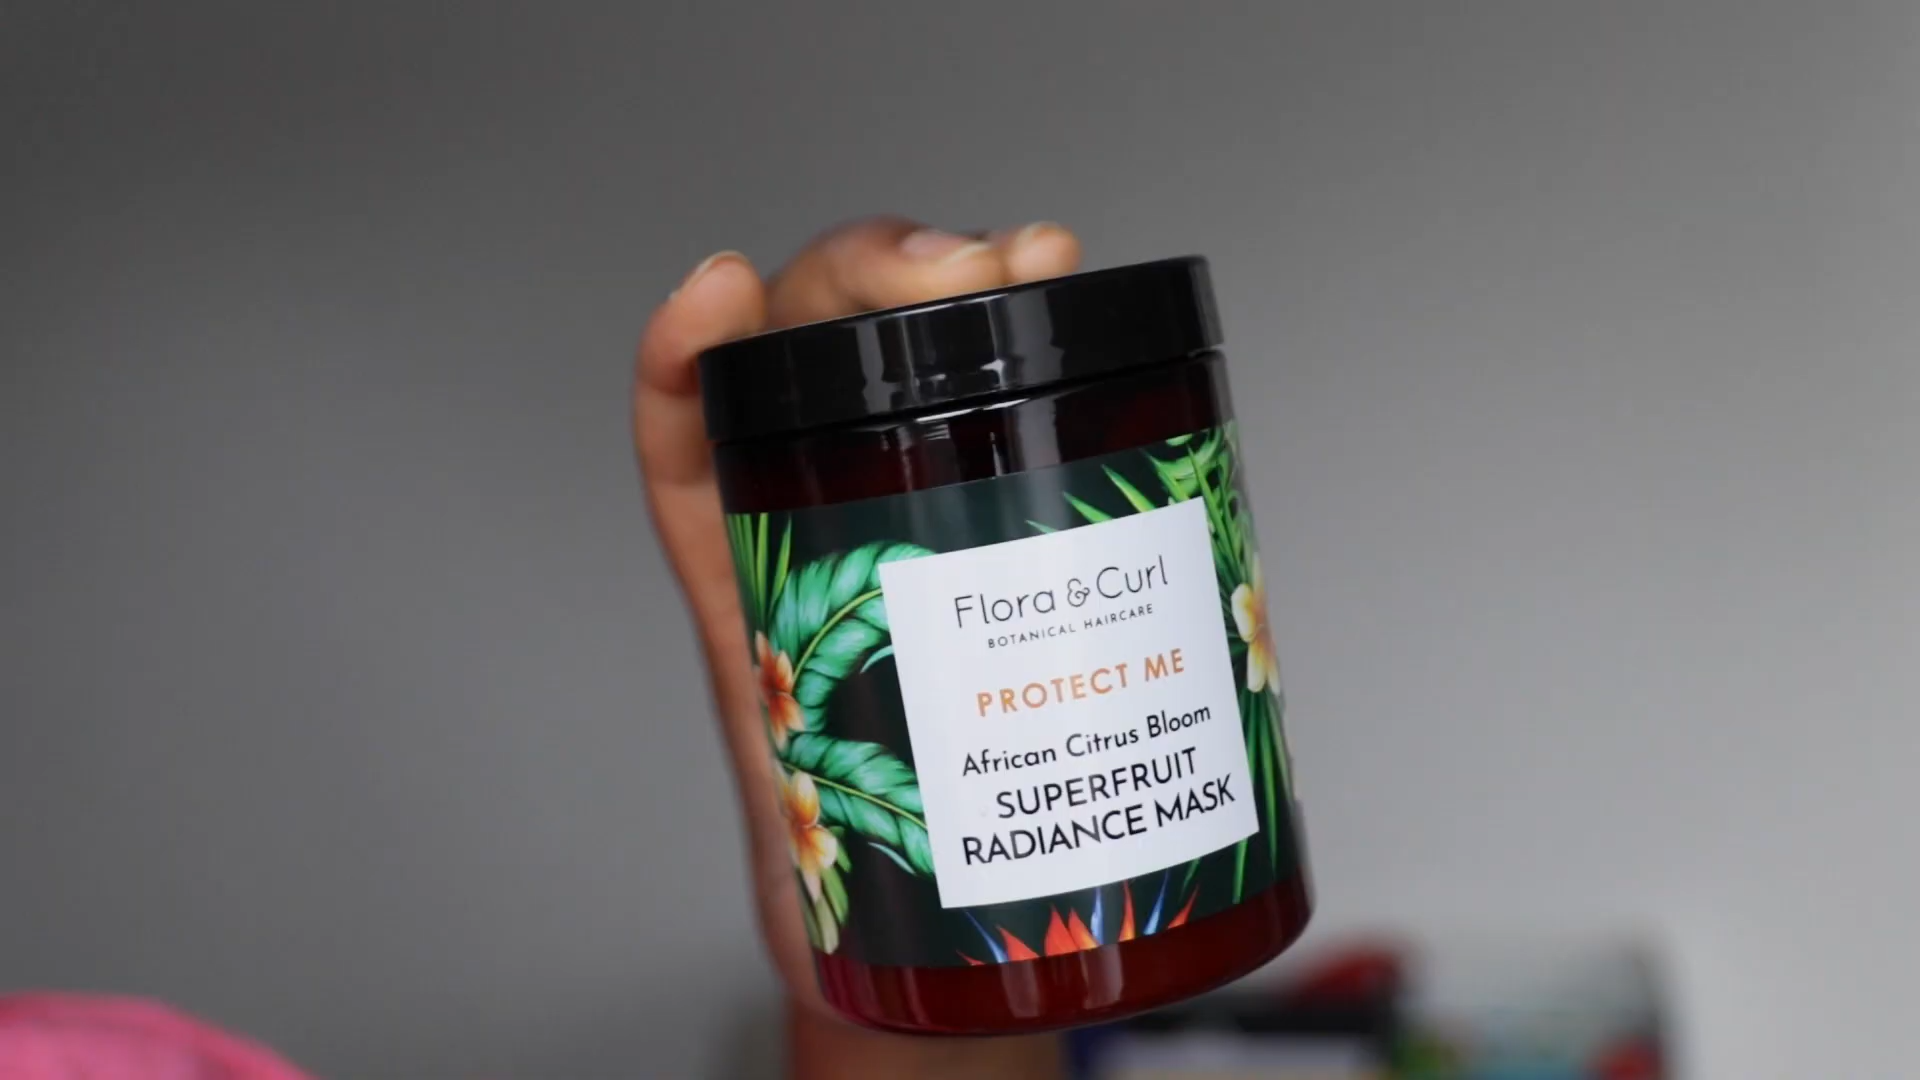 Flora & Curl
BOTANICAL HAIRCARE
PROTECT ME
African Citrus Bloom
SUPERFRUIT
RADIANCE MASK